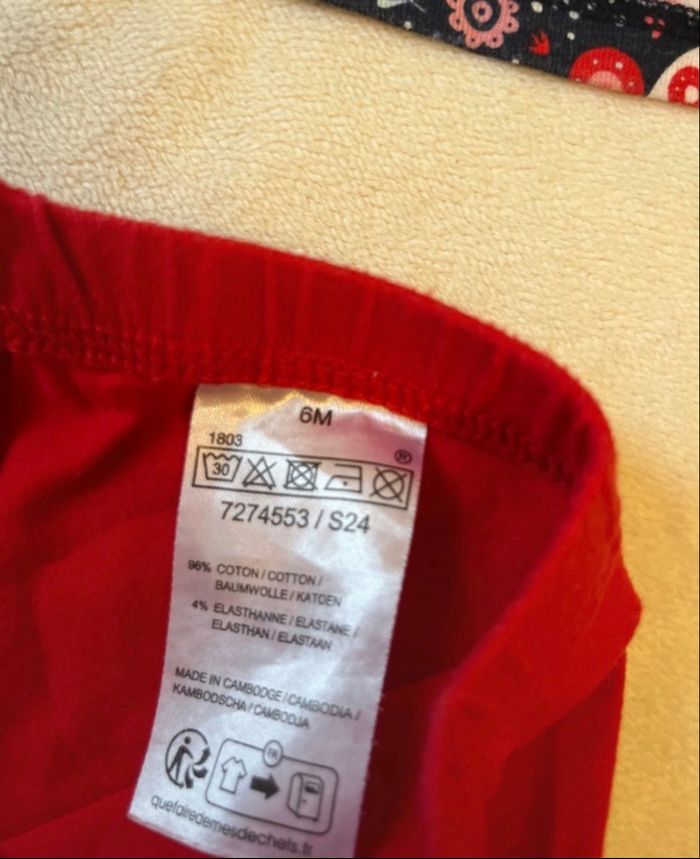 6M
1803
®
30
7274553 / S24
96% COTON / COTTON /
BAUMWOLLE / KATOEN
4% ELASTHANNE / ELASTANE /
ELASTHAN / ELASTAAN
MADE IN CAMBODGE / CAMBODIA /
KAMBODSCHA / CAMBODJA
FR
quefairedemesdechets.fr